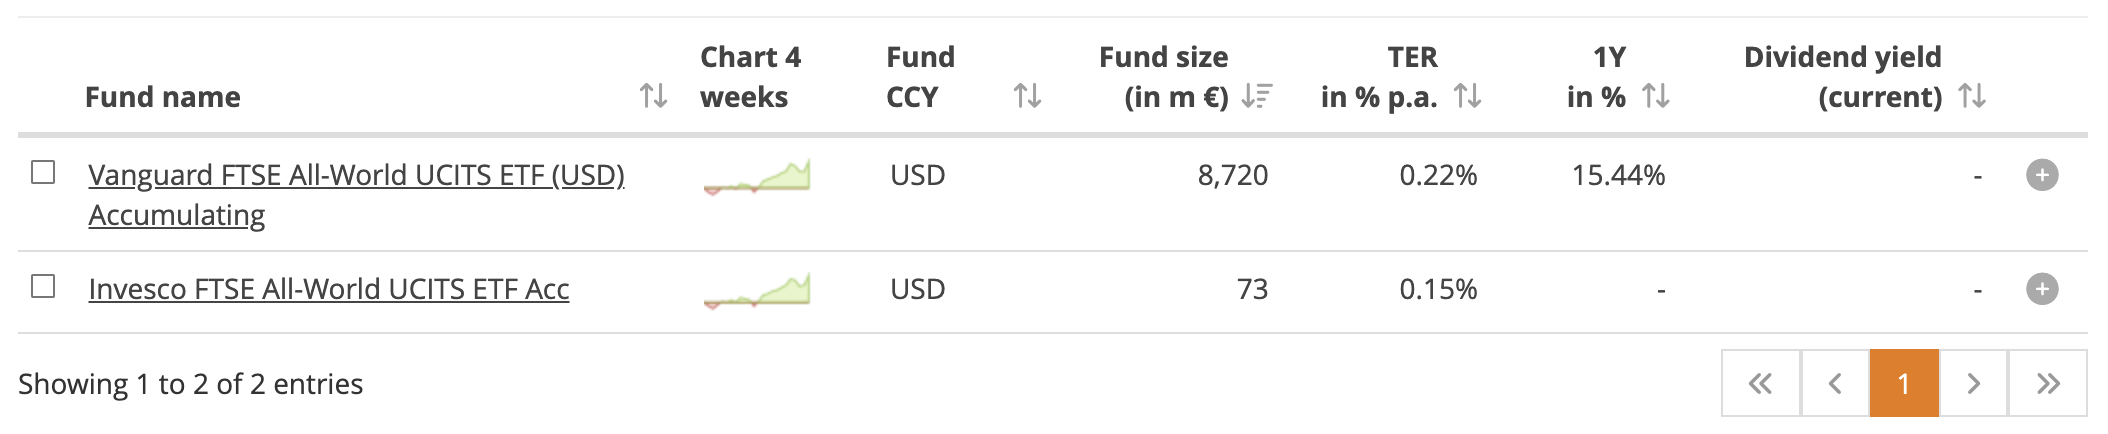 Fund name
Chart 4
weeks
Fund
CCY
Fund size
(in m €)
TER
in % p.a.
1Y
in %
Dividend yield
(current)
Vanguard FTSE All-World UCITS ETF (USD)
Accumulating
USD
8,720
0.22%
15.44%
-
Invesco FTSE All-World UCITS ETF Acc
USD
73
0.15%
-
-
Showing 1 to 2 of 2 entries
1